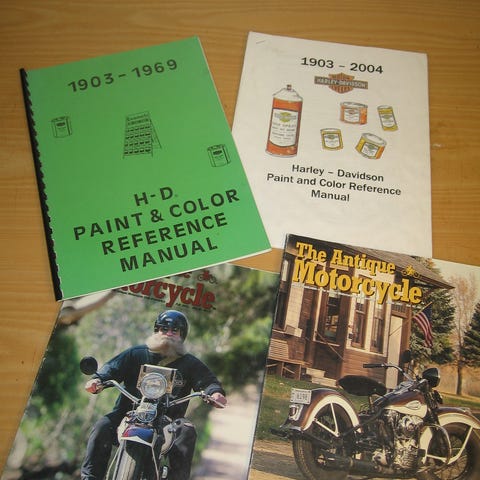 1903 - 1969
H-D
PAINT & COLOR
REFERENCE
MANUAL
1903 - 2004
HARLEY-DAVIDSON
Harley - Davidson
Paint and Color Reference
Manual
Motorcycle
The Antique
Motorcycle